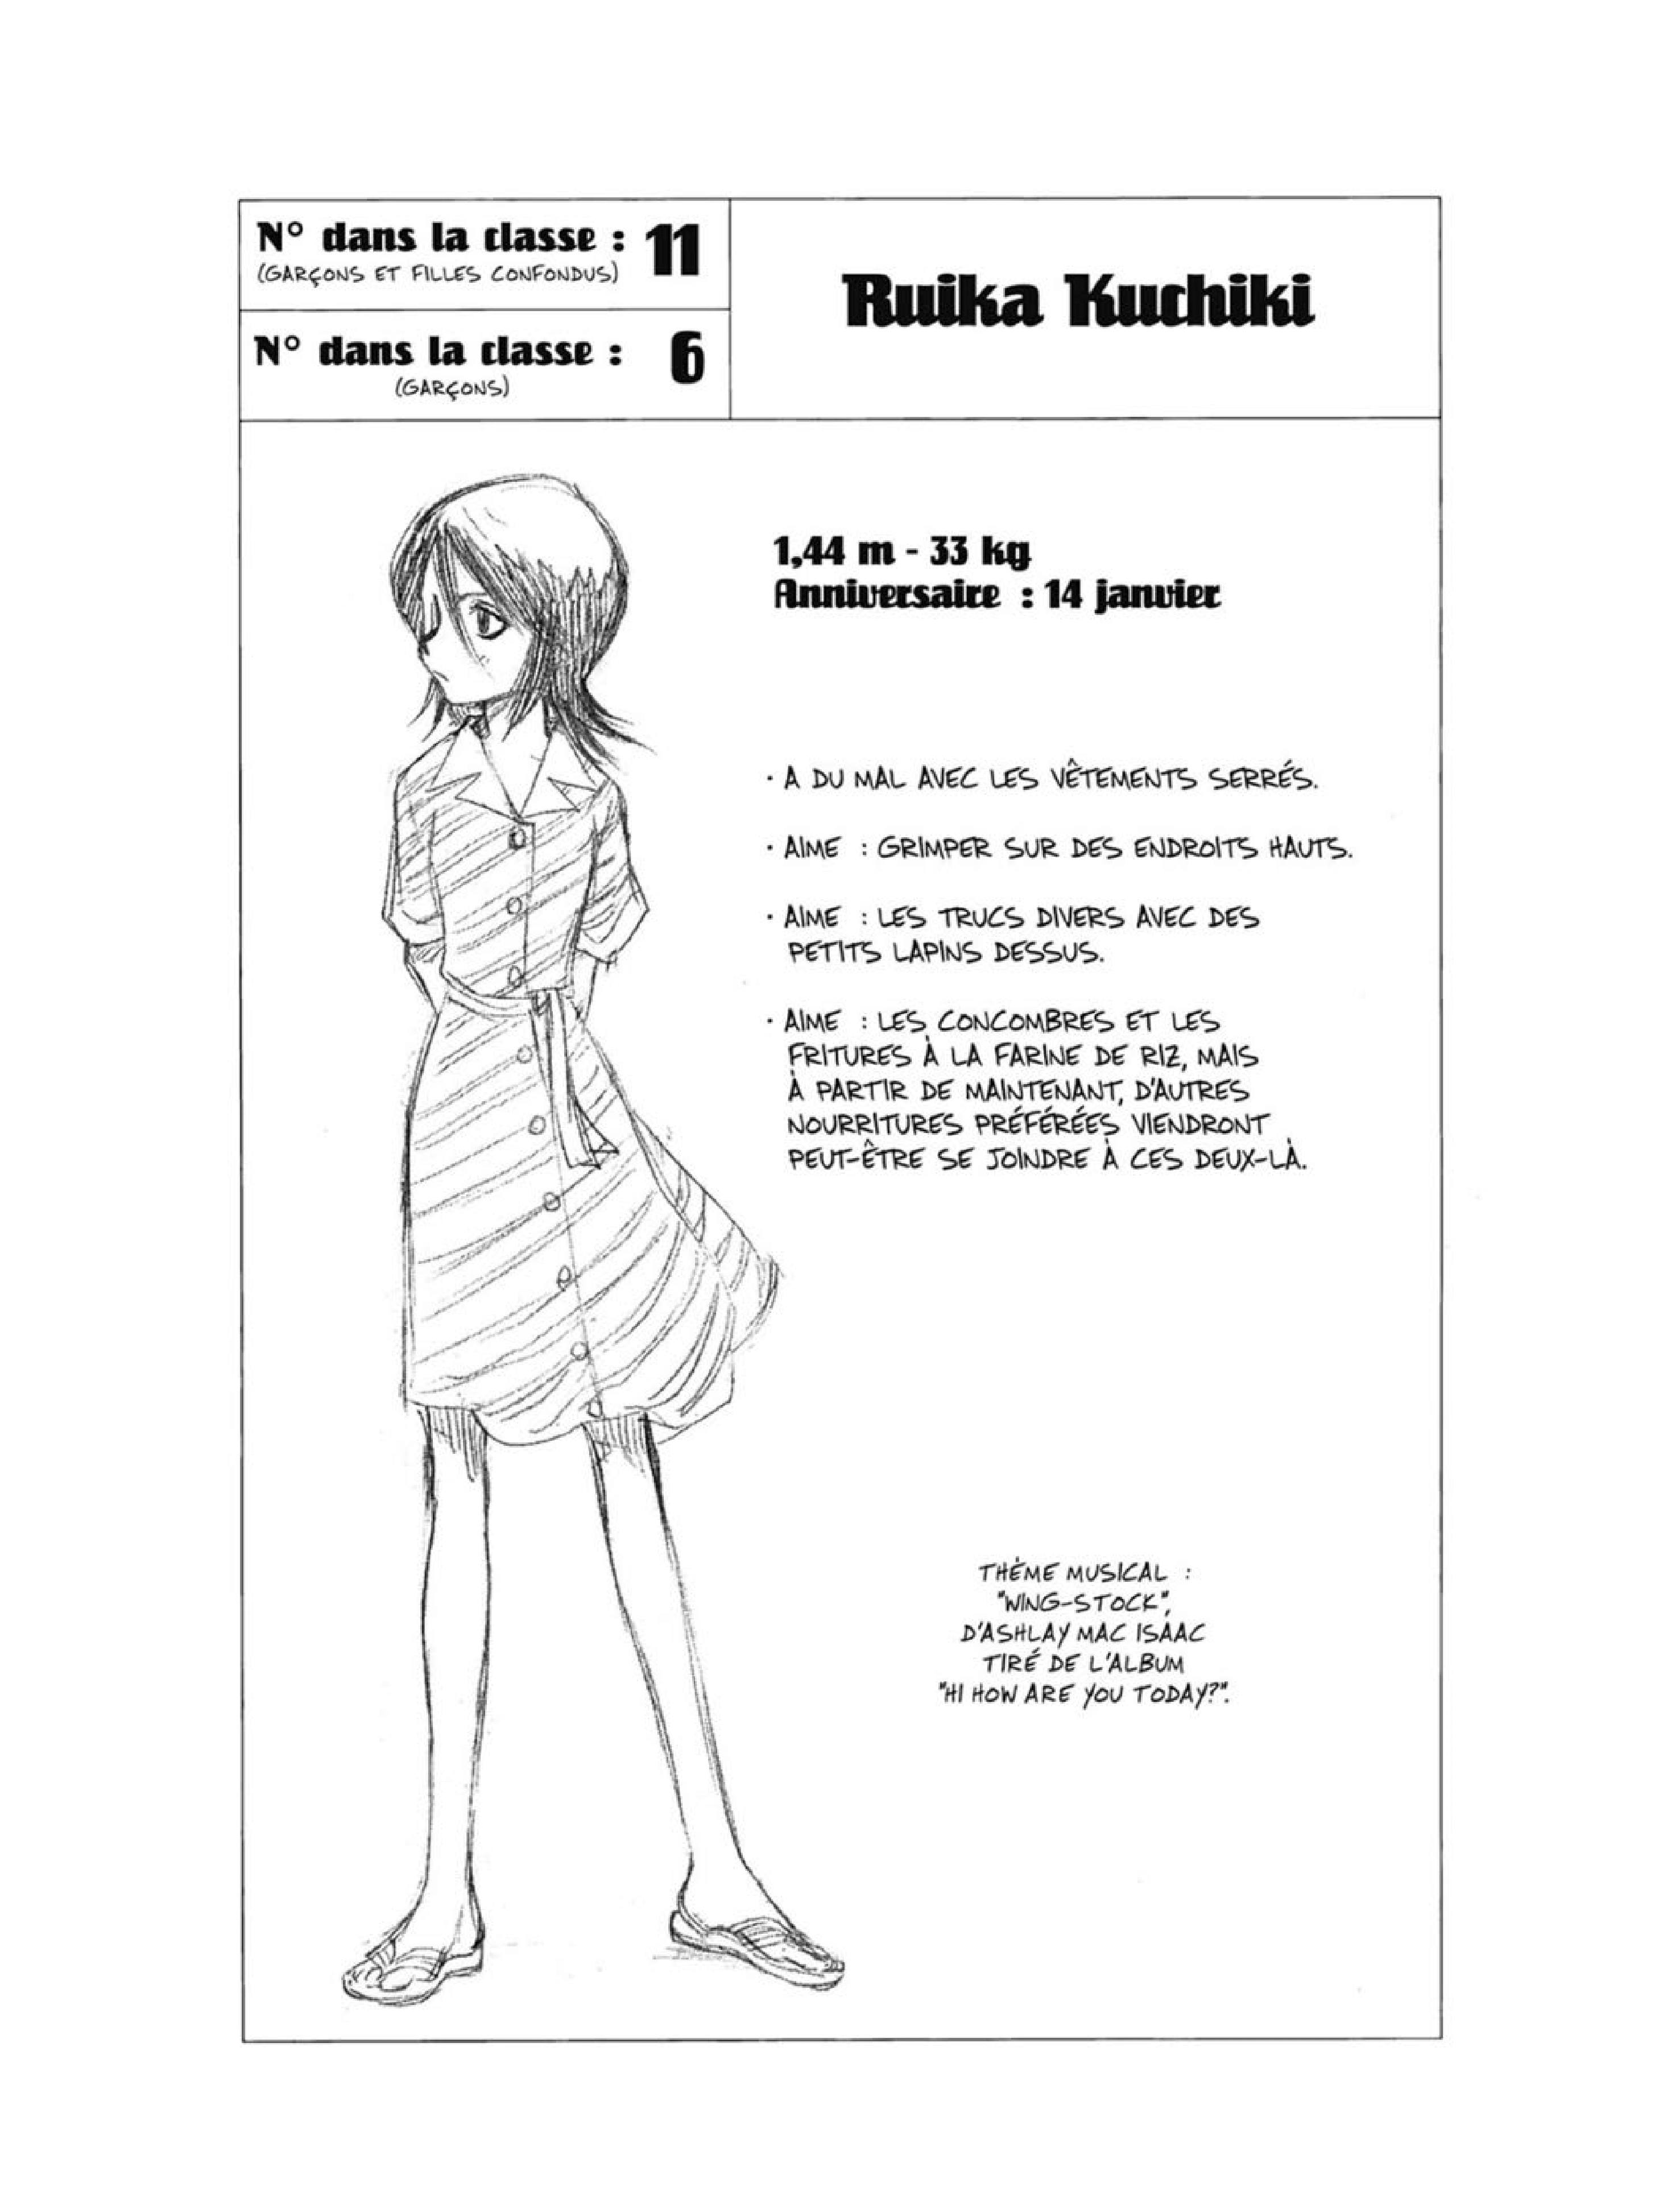 N° dans la classe : 11
(GARÇONS ET FILLES CONFONDUS)
N° dans la classe : 6
(GARÇONS)
Ruika Kuchiki
1,44 m - 33 kg
Anniversaire : 14 janvier
· A DU MAL AVEC LES VÊTEMENTS SERRÉS.
· AIME : GRIMPER SUR DES ENDROITS HAUTS.
· AIME : LES TRUCS DIVERS AVEC DES
PETITS LAPINS DESSUS.
· AIME : LES CONCOMBRES ET LES
FRITURES À LA FARINE DE RIZ, MAIS
À PARTIR DE MAINTENANT, D'AUTRES
NOURRITURES PRÉFÉRÉES VIENDRONT
PEUT-ÊTRE SE JOINDRE À CES DEUX-LÀ.
THÈME MUSICAL :
"WING-STOCK",
D'ASHLAY MAC ISAAC
TIRÉ DE L'ALBUM
"HI HOW ARE YOU TODAY?".